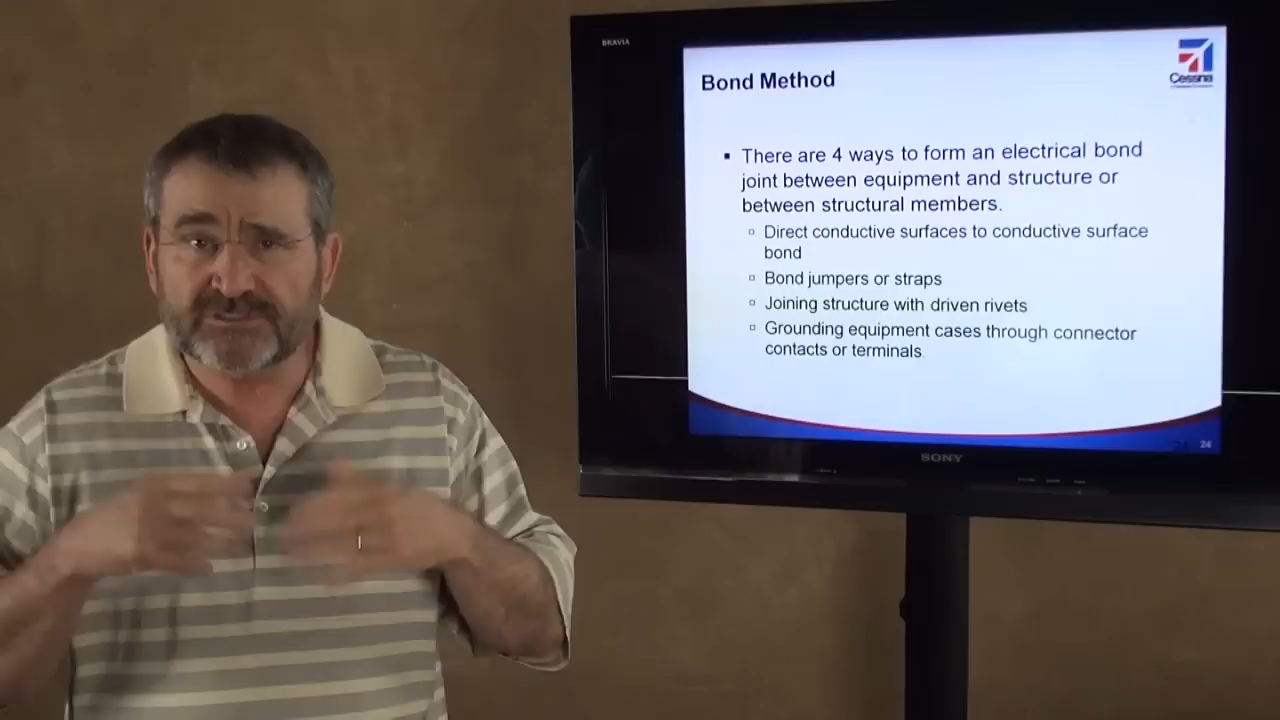 BRAVIA
Cessna
Bond Method
▪ There are 4 ways to form an electrical bond
joint between equipment and structure or
between structural members.
▫ Direct conductive surfaces to conductive surface
bond
▫ Bond jumpers or straps
▫ Joining structure with driven rivets
▫ Grounding equipment cases through connector
contacts or terminals
24
SONY